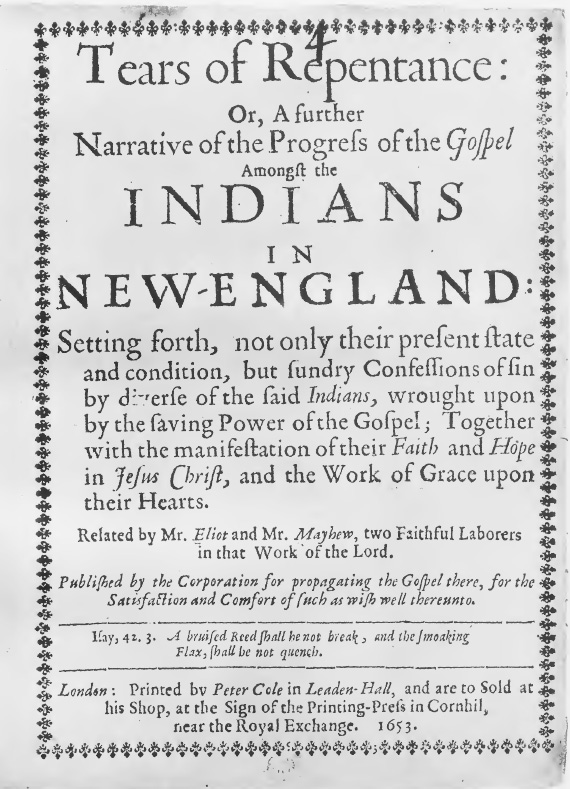 4
Tears of Repentance:
Or, A further
Narrative of the Progreſs of the Goſpel
Amongſt the
INDIANS
IN
NEW-ENGLAND:
Setting forth, not only their preſent ſtate
and condition, but ſundry Confeſſions of ſin
by diverſe of the ſaid Indians, wrought upon
by the ſaving Power of the Goſpel; Together
with the manifeſtation of their Faith and Hope
in Jeſus Chriſt, and the Work of Grace upon
their Hearts.
Related by Mr. Eliot and Mr. Mayhew, two Faithful Laborers
in that Work of the Lord.
Publiſhed by the Corporation for propagating the Goſpel there, for the
Satisfaction and Comfort of ſuch as wiſh well thereunto.
Iſay, 42. 3. A bruiſed Reed ſhall he not break, and the ſmoaking
Flax, ſhall be not quench.
London: Printed by Peter Cole in Leaden-Hall, and are to Sold at
his Shop, at the Sign of the Printing-Preſs in Cornhil,
near the Royal Exchange. 1653.